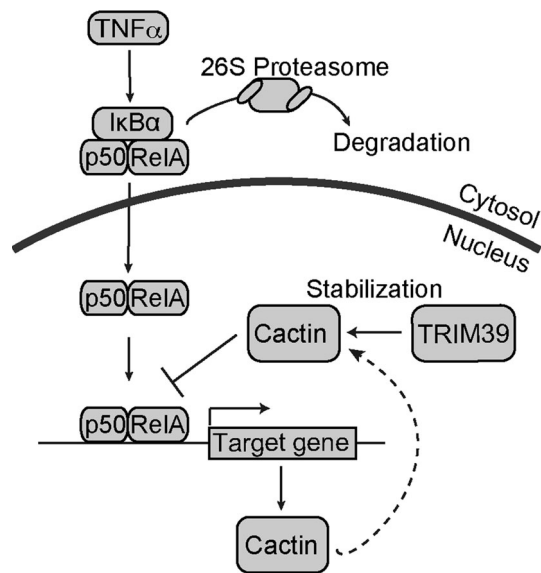 TNFα
26S Proteasome
IκBα
p50 RelA
Degradation
Cytosol
Nucleus
p50 RelA
Stabilization
Cactin
TRIM39
p50 RelA
Target gene
Cactin